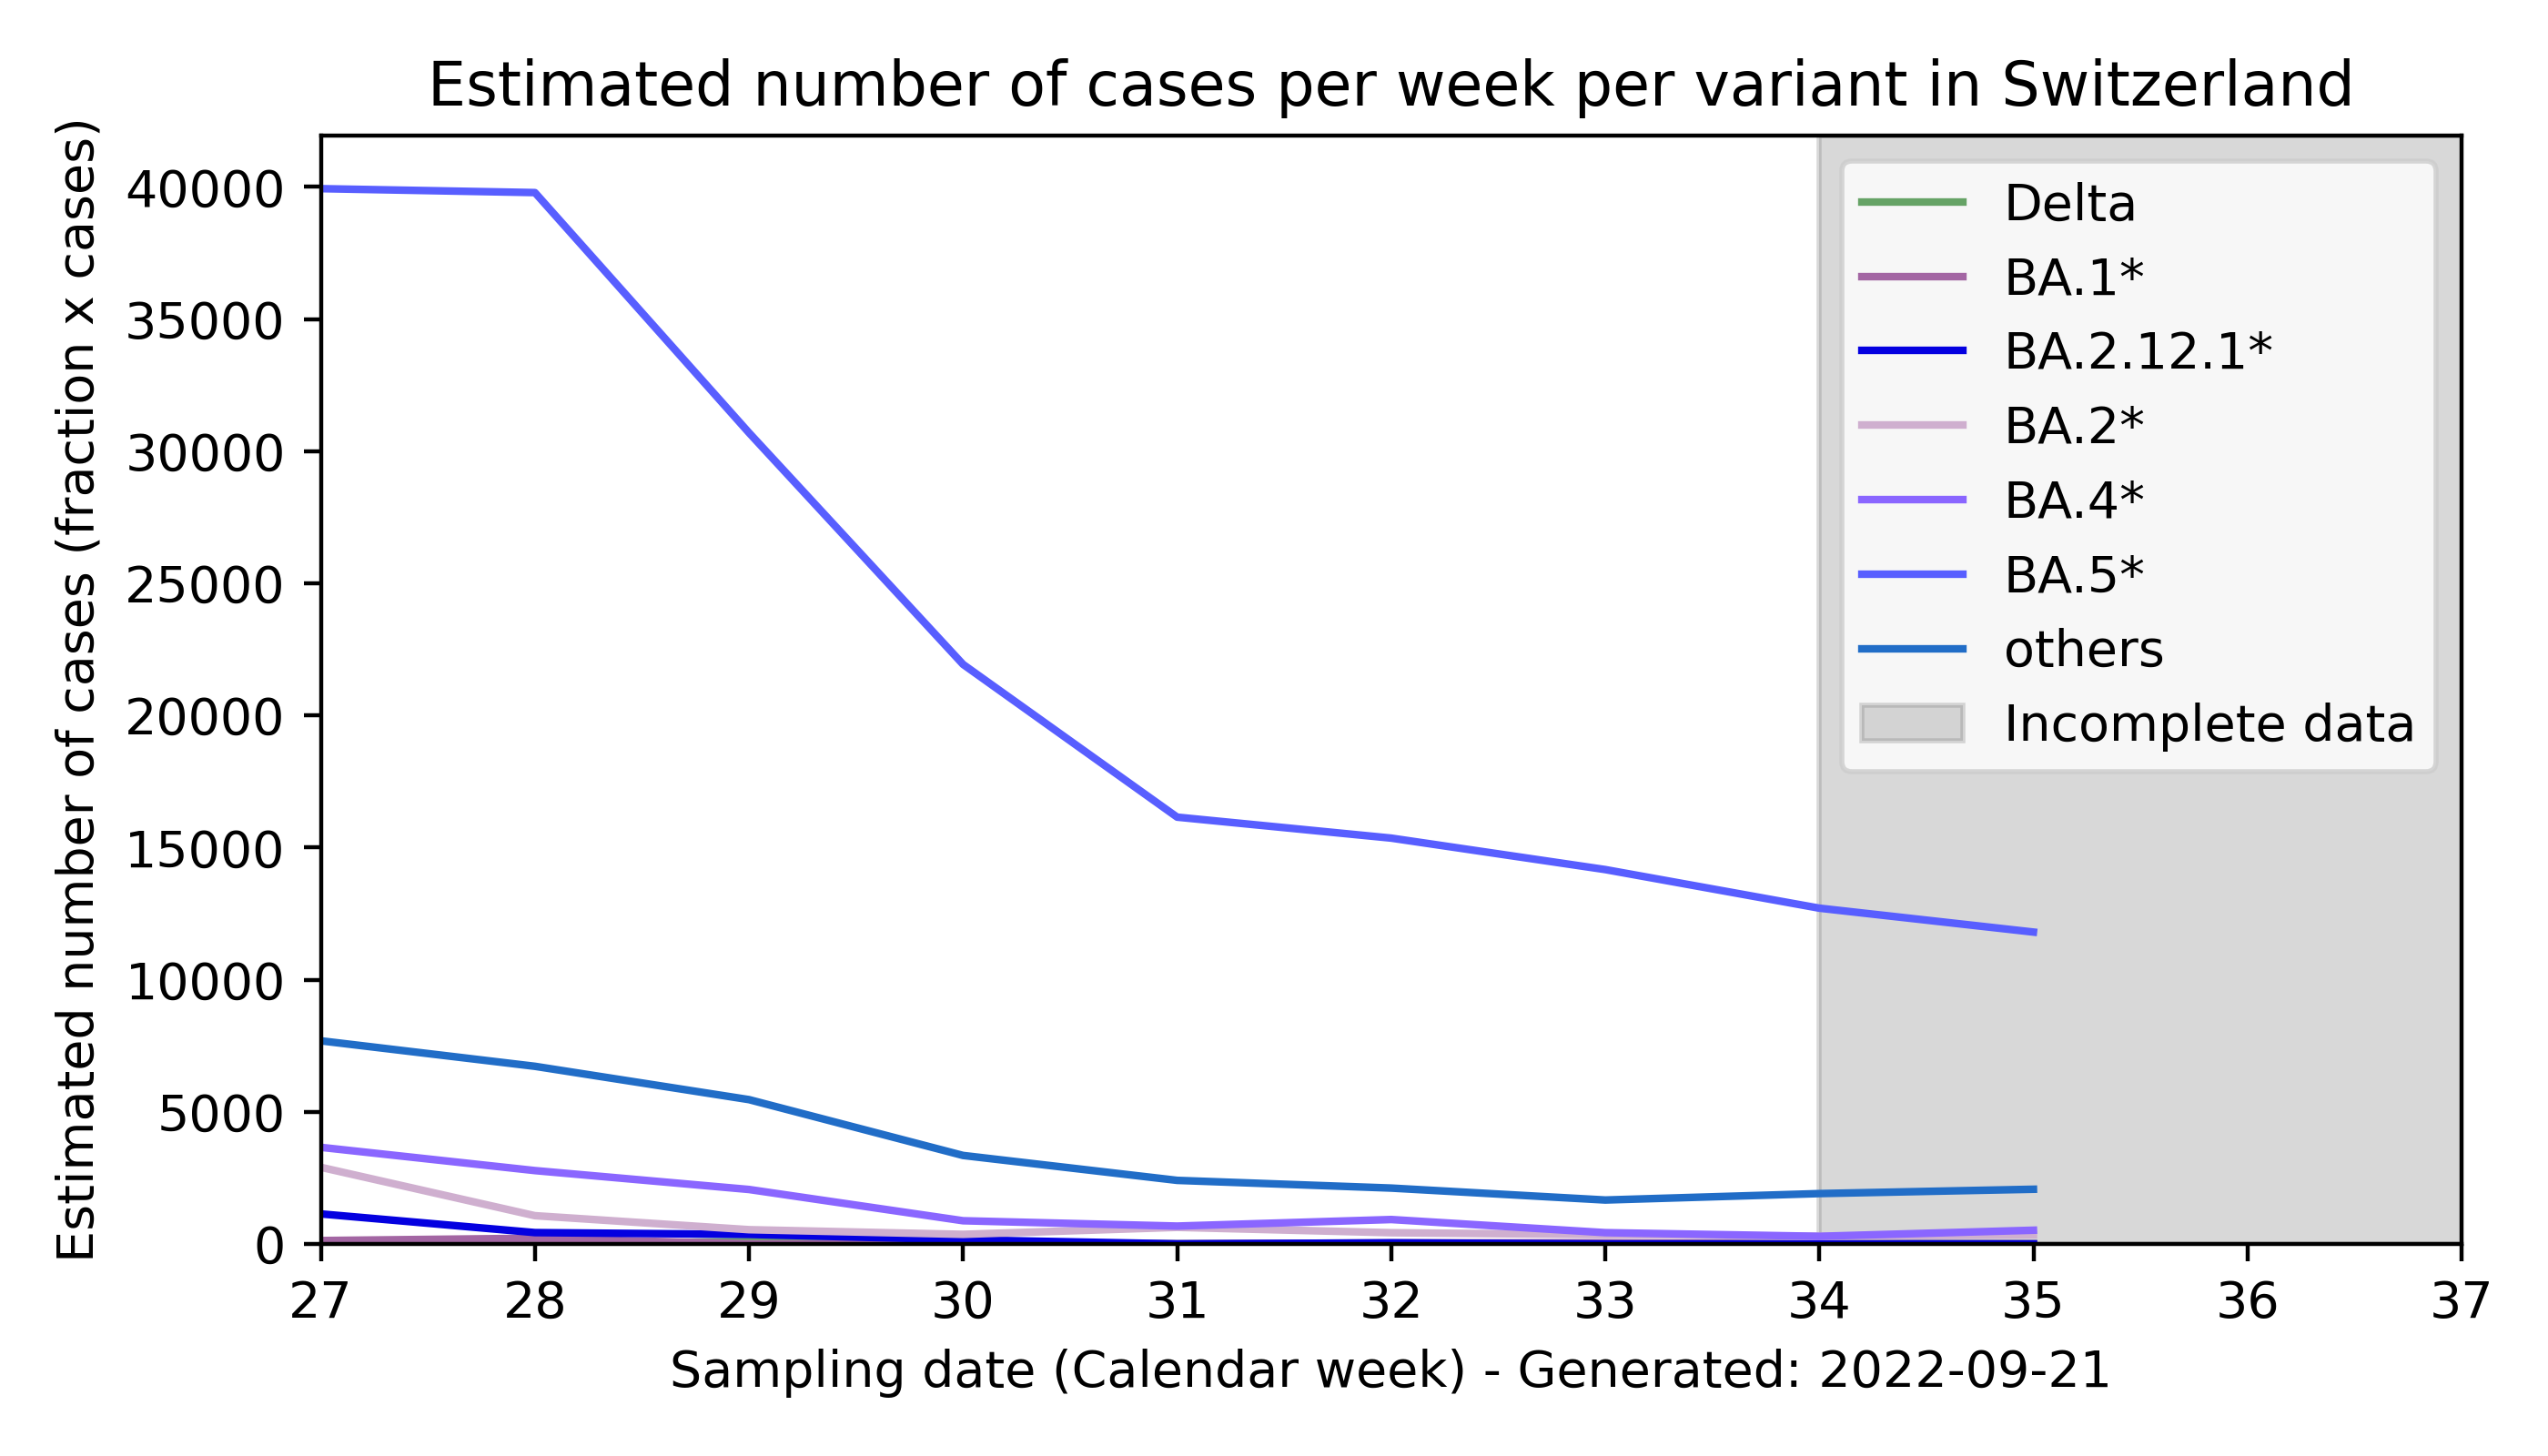 Estimated number of cases per week per variant in Switzerland
Estimated number of cases (fraction x cases)
40000
35000
30000
25000
20000
15000
10000
5000
0
Delta
BA.1*
BA.2.12.1*
BA.2*
BA.4*
BA.5*
others
Incomplete data
27 28 29 30 31 32 33 34 35 36 37
Sampling date (Calendar week) - Generated: 2022-09-21